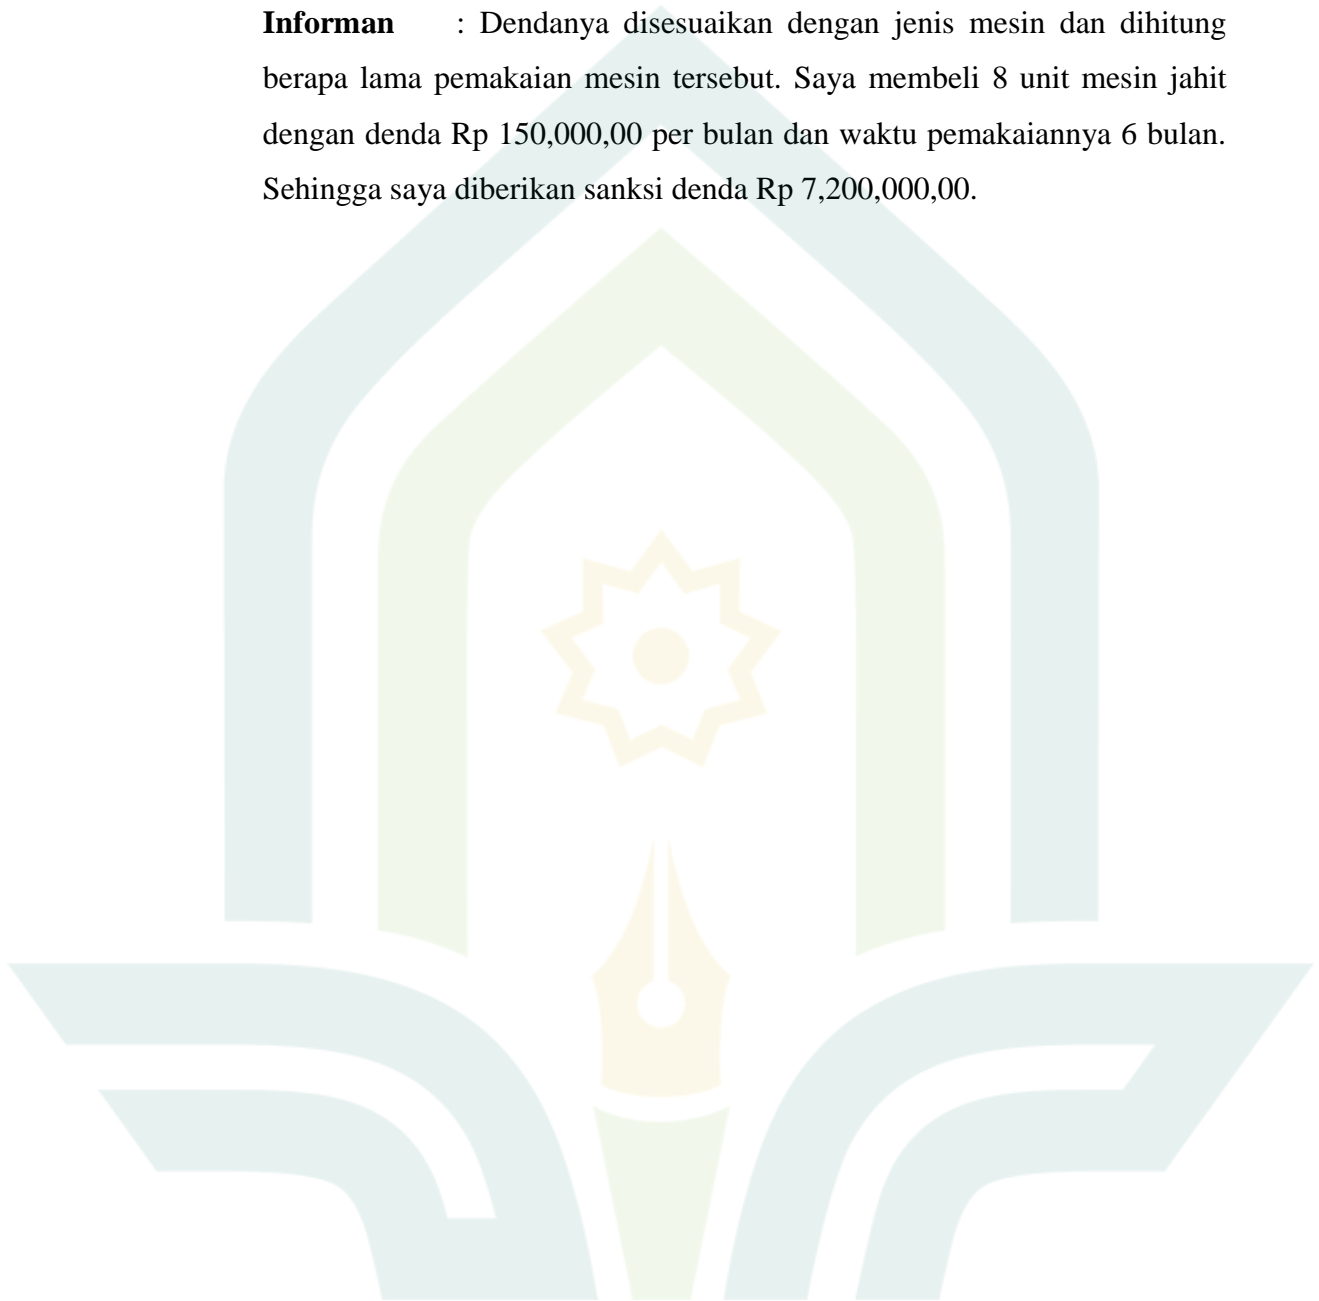 Informan : Dendanya disesuaikan dengan jenis mesin dan dihitung
berapa lama pemakaian mesin tersebut. Saya membeli 8 unit mesin jahit
dengan denda Rp 150,000,00 per bulan dan waktu pemakaiannya 6 bulan.
Sehingga saya diberikan sanksi denda Rp 7,200,000,00.